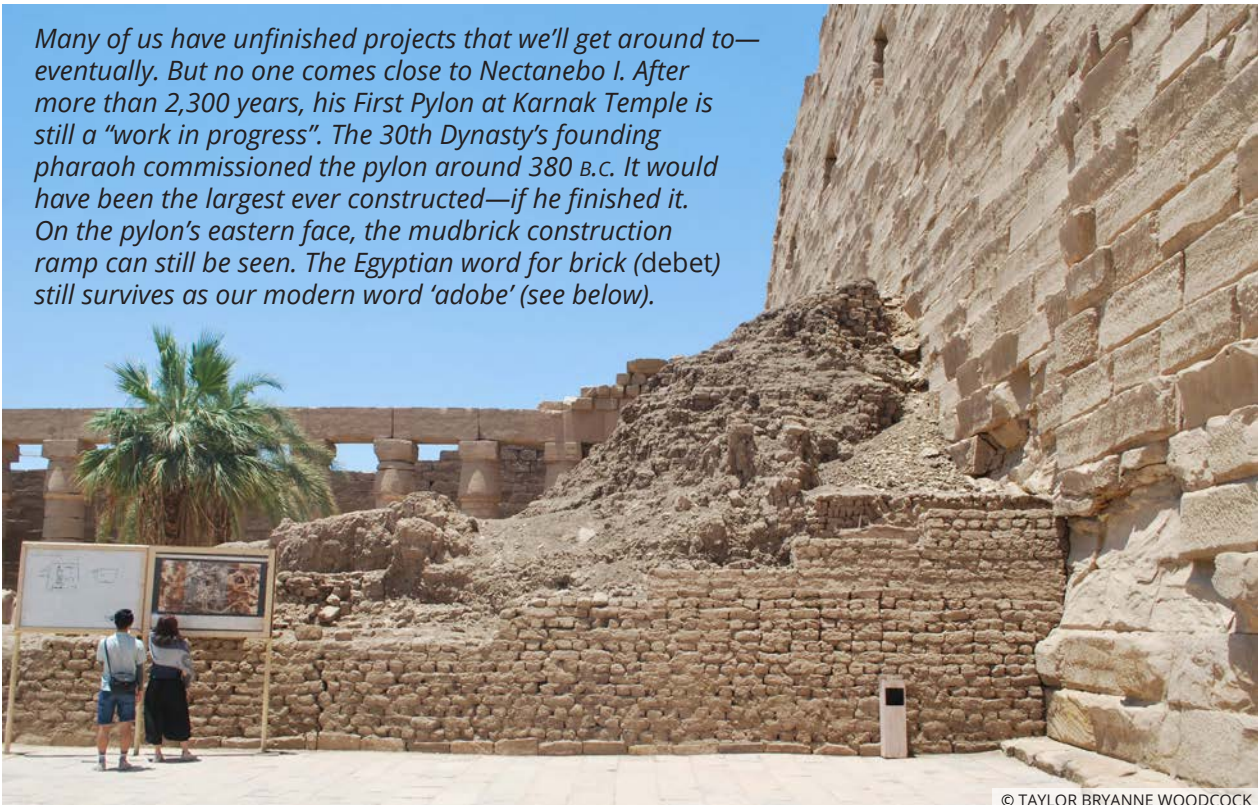 Many of us have unfinished projects that we’ll get around to—
eventually. But no one comes close to Nectanebo I. After
more than 2,300 years, his First Pylon at Karnak Temple is
still a “work in progress”. The 30th Dynasty’s founding
pharaoh commissioned the pylon around 380 B.C. It would
have been the largest ever constructed—if he finished it.
On the pylon’s eastern face, the mudbrick construction
ramp can still be seen. The Egyptian word for brick (debet)
still survives as our modern word ‘adobe’ (see below).
© TAYLOR BRYANNE WOODCOCK